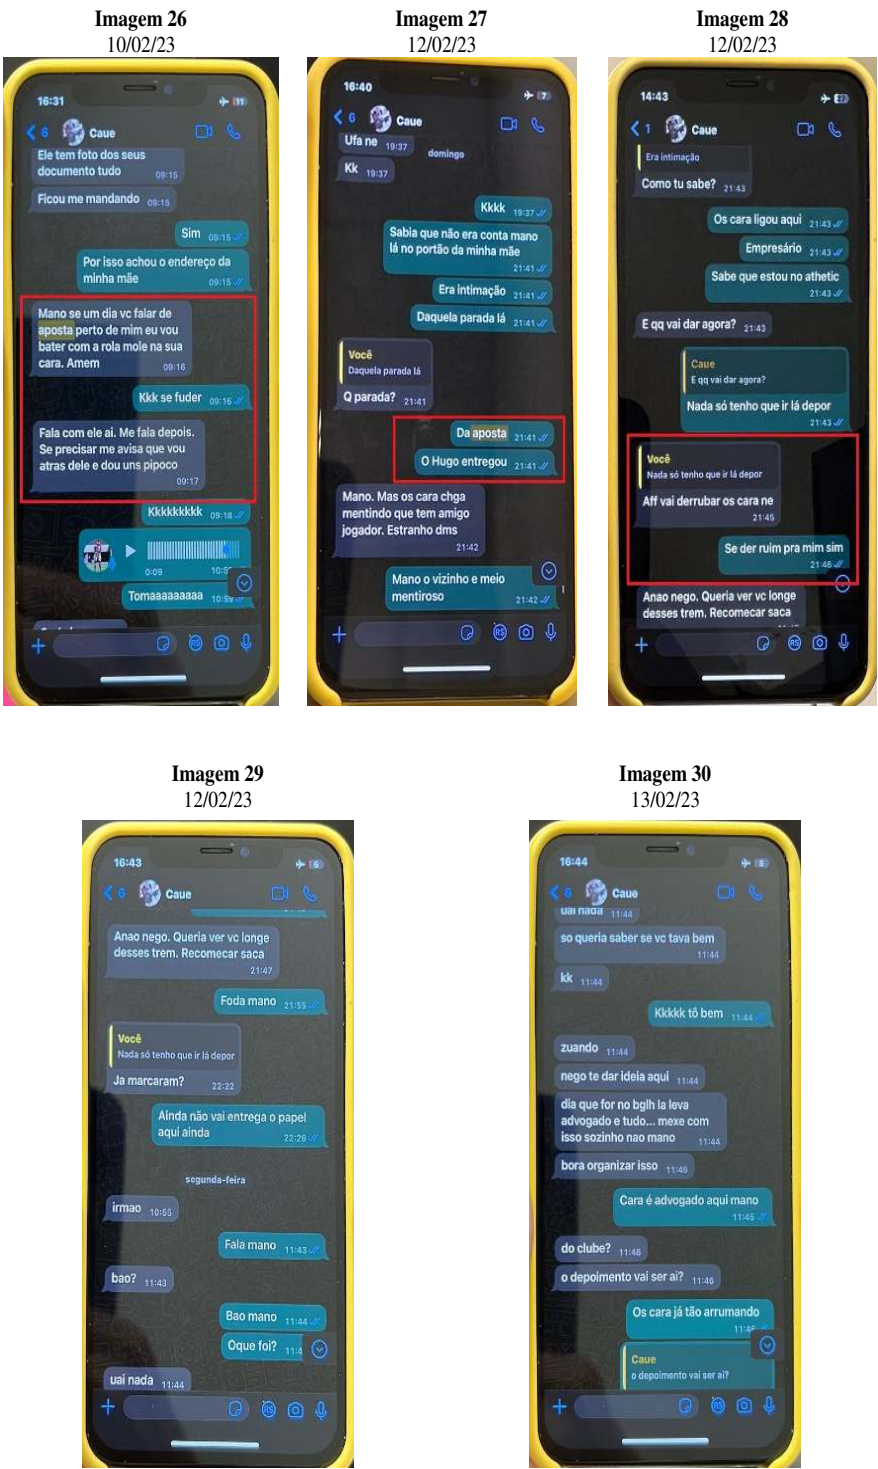 Imagem 26
10/02/23
16:31
11
6
Caue
Ele tem foto dos seus
documento tudo 09:15
Ficou me mandando 09:15
Sim 09:15
Por isso achou o endereço da
minha mãe 09:15
Mano se um dia vc falar de
aposta perto de mim eu vou
bater com a rola mole na sua
cara. Amem 09:16
Kkk se fuder 09:16
Fala com ele ai. Me fala depois.
Se precisar me avisa que vou
atras dele e dou uns pipoco
09:17
Kkkkkkkkk 09:18
0:09
Tomaaaaaaaaa 10:59
Imagem 27
12/02/23
16:40
7
6
Caue
Ufa ne 19:37
domingo
Kk 19:37
Kkkk 19:37
Sabia que não era conta mano
lá no portão da minha mãe
21:41
Era intimação 21:41
Daquela parada lá 21:41
Você
Daquela parada lá
Q parada? 21:41
Da aposta 21:41
O Hugo entregou 21:41
Mano. Mas os cara chga
mentindo que tem amigo
jogador. Estranho dms
21:42
Mano o vizinho e meio
mentiroso 21:42
Imagem 28
12/02/23
14:43
27
1
Caue
Era intimação
Como tu sabe? 21:43
Os cara ligou aqui 21:43
Empresário 21:43
Sabe que estou no athetic
21:43
E qq vai dar agora? 21:43
Caue
E qq vai dar agora?
Nada só tenho que ir lá depor
21:43
Você
Nada só tenho que ir lá depor
Aff vai derrubar os cara ne
21:45
Se der ruim pra mim sim
21:46
Anao nego. Queria ver vc longe
desses trem. Recomecar saca
Imagem 29
12/02/23
16:43
6
6
Caue
Anao nego. Queria ver vc longe
desses trem. Recomecar saca
21:47
Foda mano 21:55
Você
Nada só tenho que ir lá depor
Ja marcaram? 22:22
Ainda não vai entrega o papel
aqui ainda 22:26
segunda-feira
irmao 10:55
Fala mano 11:43
bao? 11:43
Bao mano 11:44
Oque foi?
uai nada 11:44
Imagem 30
13/02/23
16:44
5
6
Caue
uai nada 11:44
so queria saber se vc tava bem
11:44
kk 11:44
Kkkkk tô bem 11:44
zuando 11:44
nego te dar ideia aqui 11:44
dia que for no bglh la leva
advogado e tudo... mexe com
isso sozinho nao mano 11:44
bora organizar isso 11:45
Cara é advogado aqui mano
11:45
do clube? 11:46
o depoimento vai ser ai? 11:46
Os cara já tão arrumando
11:46
Caue
o depoimento vai ser ai?